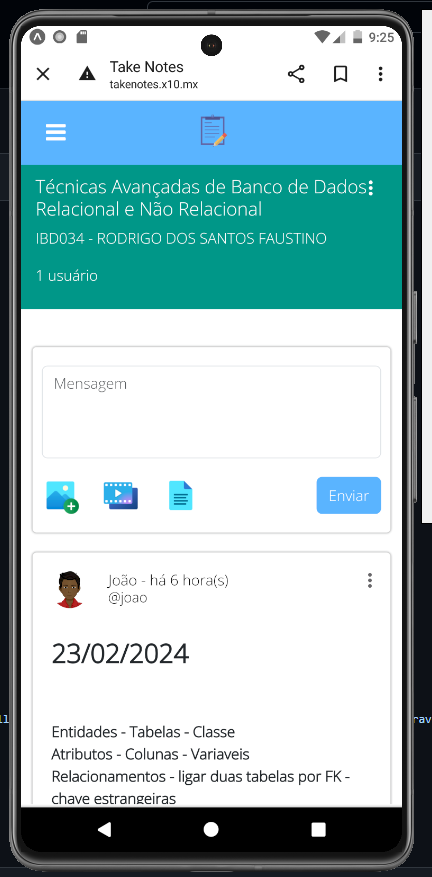 9:25
Take Notes
takenotes.x10.mx
Técnicas Avançadas de Banco de Dados
Relacional e Não Relacional
IBD034 - RODRIGO DOS SANTOS FAUSTINO
1 usuário
Mensagem
Enviar
João - há 6 hora(s)
@joao
23/02/2024
Entidades - Tabelas - Classe
Atributos - Colunas - Variaveis
Relacionamentos - ligar duas tabelas por FK -
chave estrangeiras